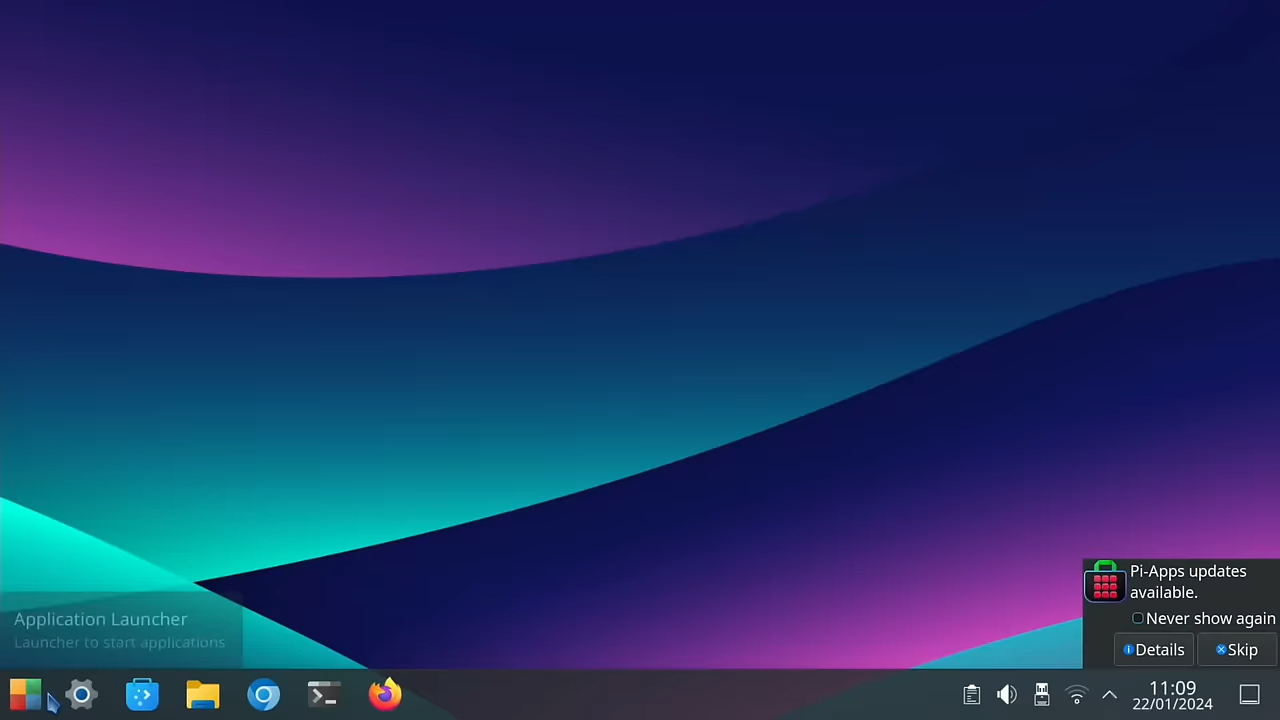 Pi-Apps updates
available.
Never show again
Details
Skip
Application Launcher
Launcher to start applications
11:09
22/01/2024